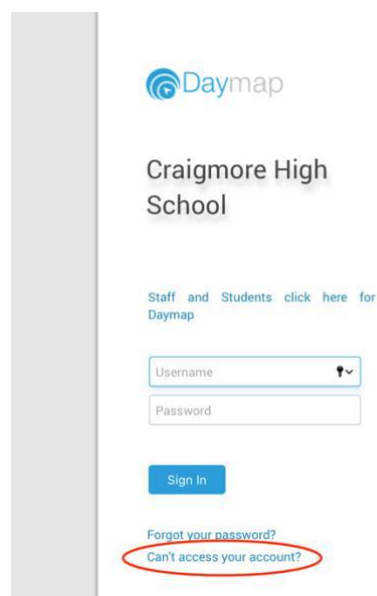 Daymap
Craigmore High
School
Staff and Students click here for
Daymap
Username
Password
Sign In
Forgot your password?
Can't access your account?